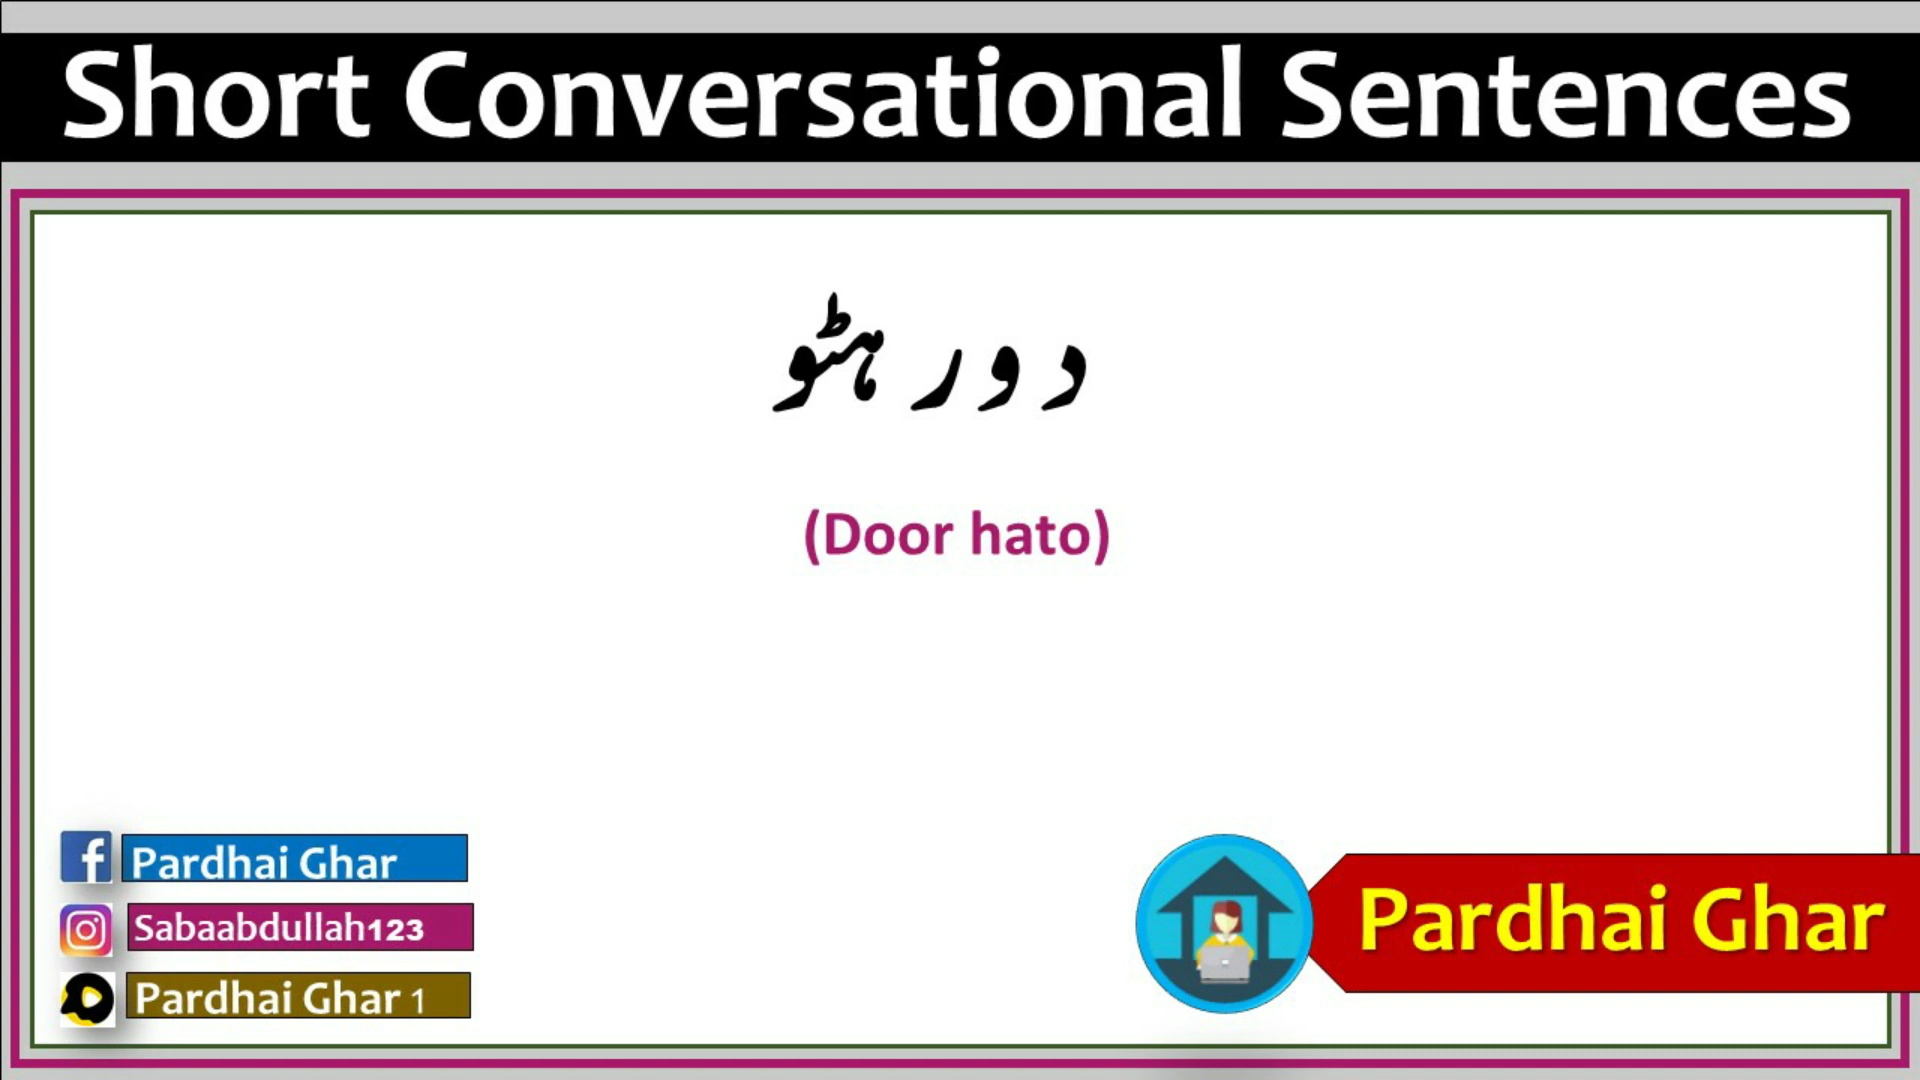 Short Conversational Sentences
دور ہٹو
(Door hato)
Pardhai Ghar
Sabaabdullah123
Pardhai Ghar 1
Pardhai Ghar